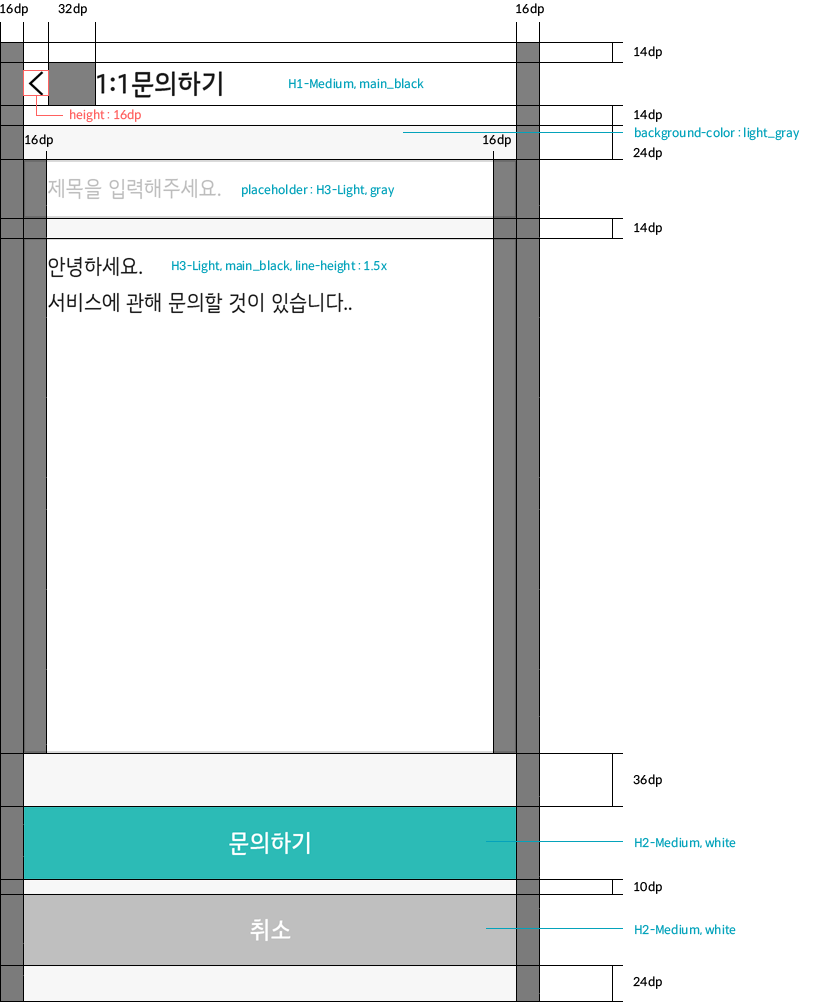 16dp 32dp 16dp
14dp
1:1문의하기 H1-Medium, main_black
height : 16dp 14dp
background-color : light_gray
16dp 16dp 24dp
제목을 입력해주세요. placeholder : H3-Light, gray
14dp
안녕하세요. H3-Light, main_black, line-height : 1.5x
서비스에 관해 문의할 것이 있습니다..
36dp
문의하기 H2-Medium, white
10dp
취소 H2-Medium, white
24dp